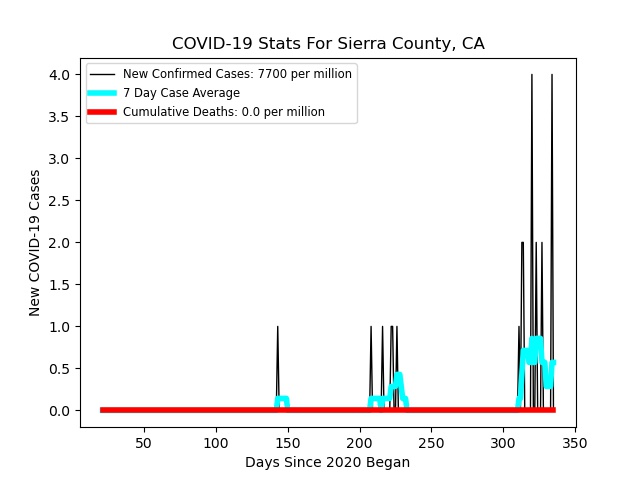 COVID-19 Stats For Sierra County, CA
New Confirmed Cases: 7700 per million
7 Day Case Average
Cumulative Deaths: 0.0 per million
New COVID-19 Cases
4.0
3.5
3.0
2.5
2.0
1.5
1.0
0.5
0.0
50 100 150 200 250 300 350
Days Since 2020 Began